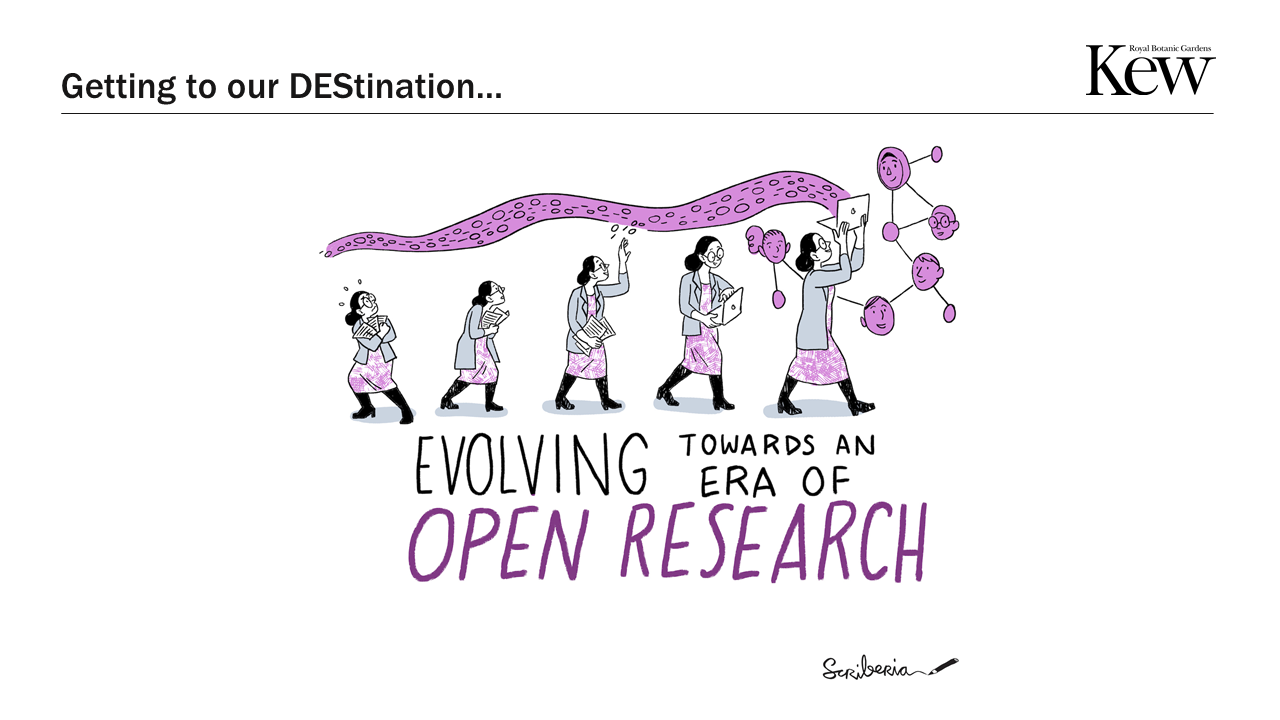 Getting to our DEStination...
Royal Botanic Gardens
Kew
EVOLVING TOWARDS AN
ERA OF
OPEN RESEARCH
Scriberia